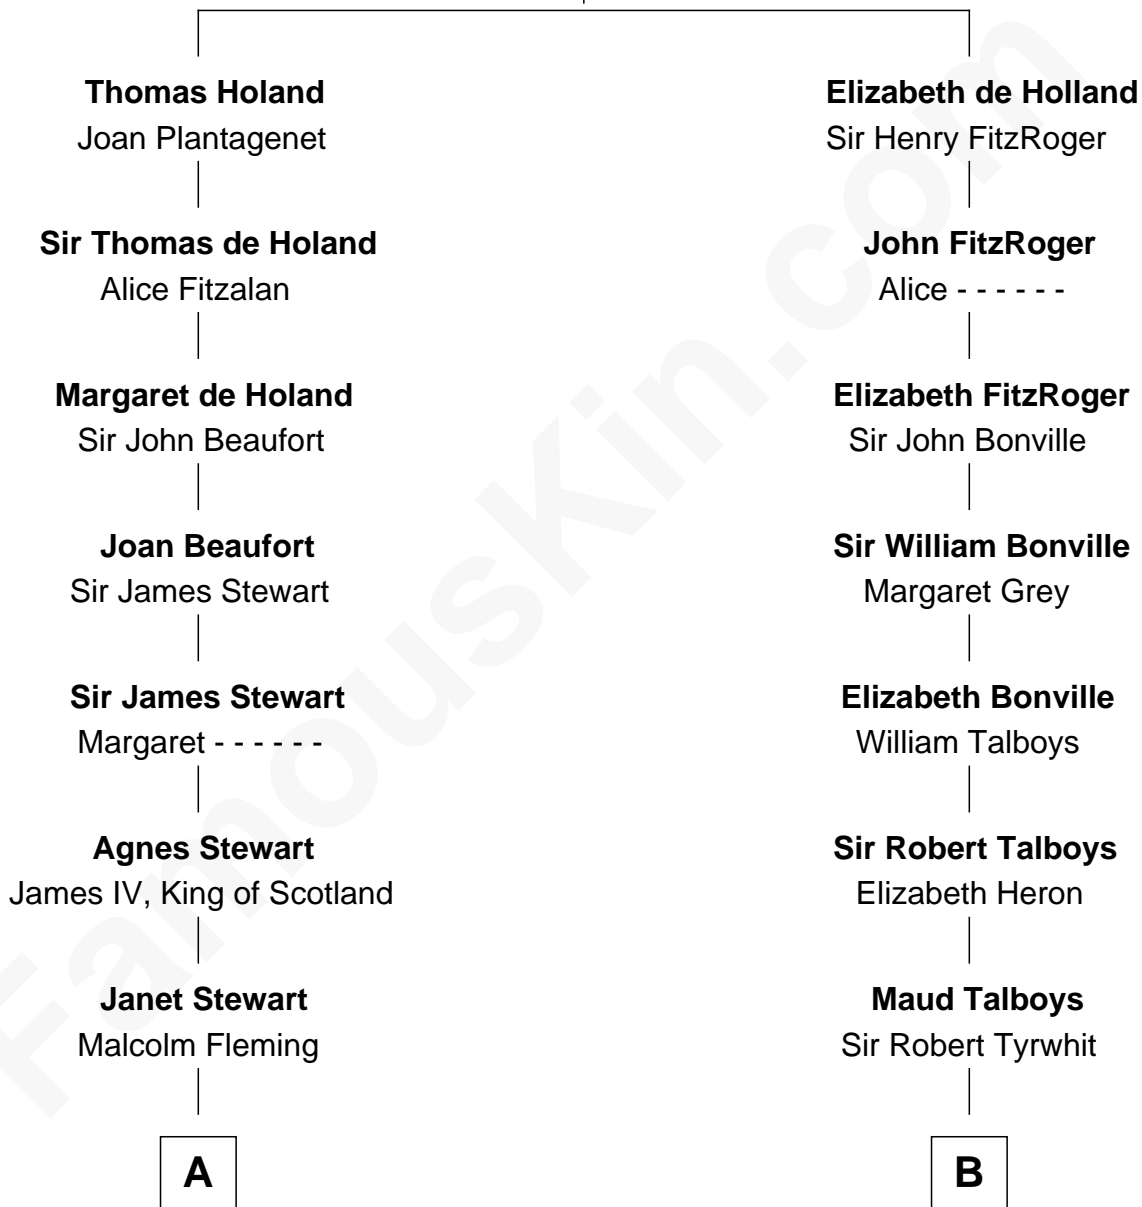 Thomas Holand
Joan Plantagenet
Sir Thomas de Holand
Alice Fitzalan
Margaret de Holand
Sir John Beaufort
Joan Beaufort
Sir James Stewart
Sir James Stewart
Margaret - - - - - -
Agnes Stewart
James IV, King of Scotland
Janet Stewart
Malcolm Fleming
A
Elizabeth de Holland
Sir Henry FitzRoger
John FitzRoger
Alice - - - - - -
Elizabeth FitzRoger
Sir John Bonville
Sir William Bonville
Margaret Grey
Elizabeth Bonville
William Talboys
Sir Robert Talboys
Elizabeth Heron
Maud Talboys
Sir Robert Tyrwhit
B
FamousKin.com